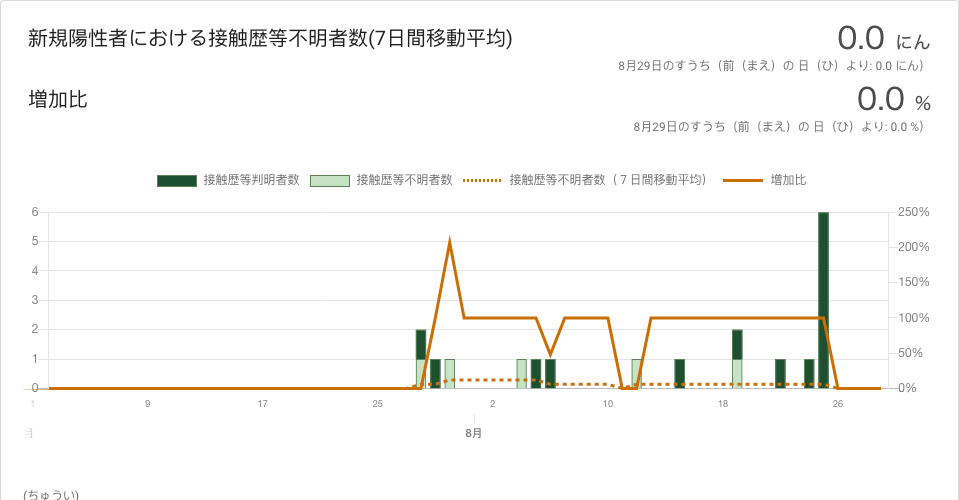 新規陽性者における接触歴等不明者数(7日間移動平均)
0.0 にん
8月29日のすうち（前（まえ）の 日（ひ）より: 0.0 にん）
増加比
0.0 %
8月29日のすうち（前（まえ）の 日（ひ）より: 0.0 %）
接触歴等判明者数 接触歴等不明者数 接触歴等不明者数（７日間移動平均） 増加比
6 250%
5 200%
4 150%
3 100%
2 50%
1 0%
0
1 9 17 25 2 10 18 26
月 8月
(ちゅうい)